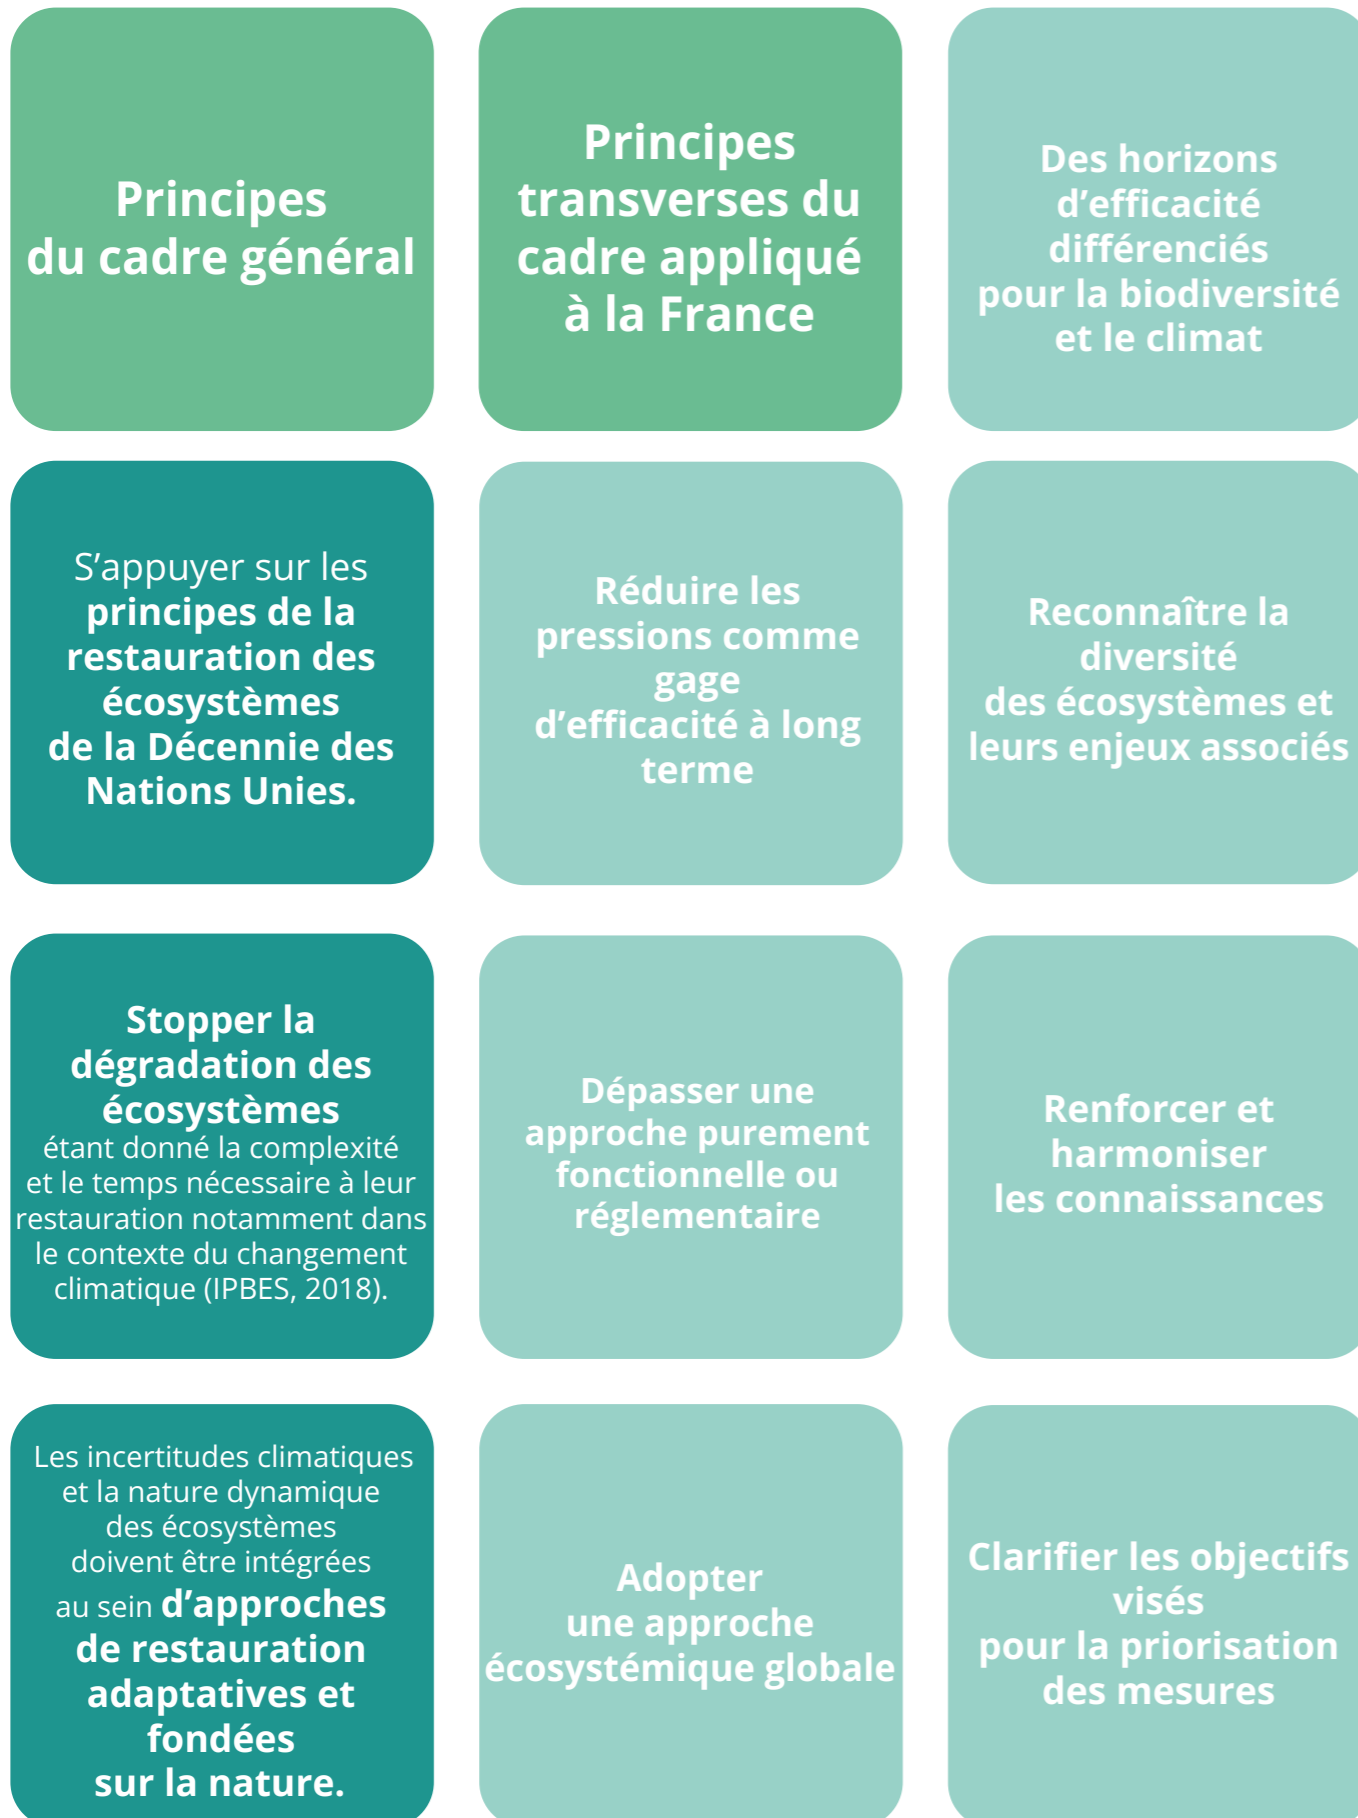 Principes
du cadre général
Principes
transverses du
cadre appliqué
à la France
Des horizons
d’efficacité
différenciés
pour la biodiversité
et le climat
S’appuyer sur les
principes de la
restauration des
écosystèmes
de la Décennie des
Nations Unies.
Réduire les
pressions comme
gage
d’efficacité à long
terme
Reconnaître la
diversité
des écosystèmes et
leurs enjeux associés
Stopper la
dégradation des
écosystèmes
étant donné la complexité
et le temps nécessaire à leur
restauration notamment dans
le contexte du changement
climatique (IPBES, 2018).
Dépasser une
approche purement
fonctionnelle ou
réglementaire
Renforcer et
harmoniser
les connaissances
Les incertitudes climatiques
et la nature dynamique
des écosystèmes
doivent être intégrées
au sein d’approches
de restauration
adaptatives et
fondées
sur la nature.
Adopter
une approche
écosystémique globale
Clarifier les objectifs
visés
pour la priorisation
des mesures